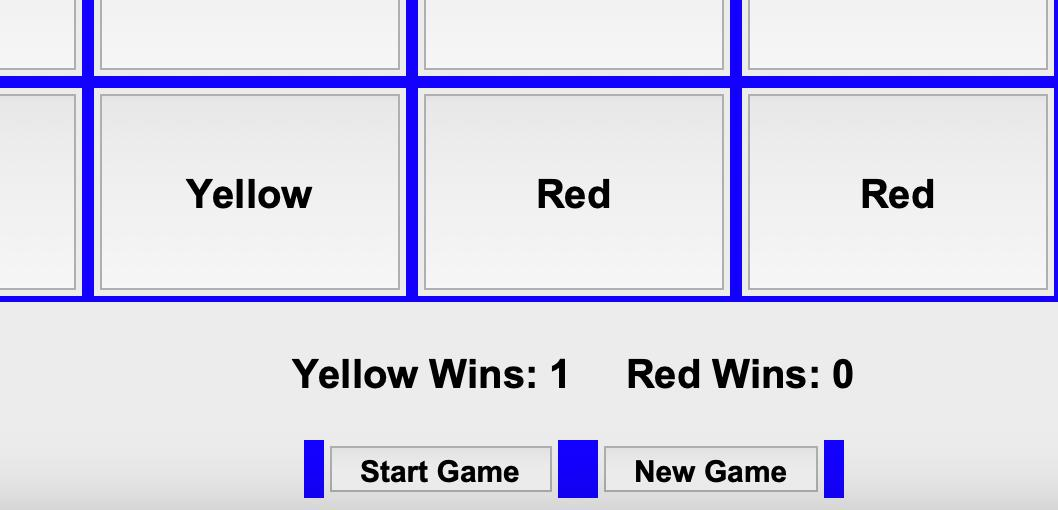 Yellow Red Red
Yellow Wins: 1 Red Wins: 0
Start Game New Game